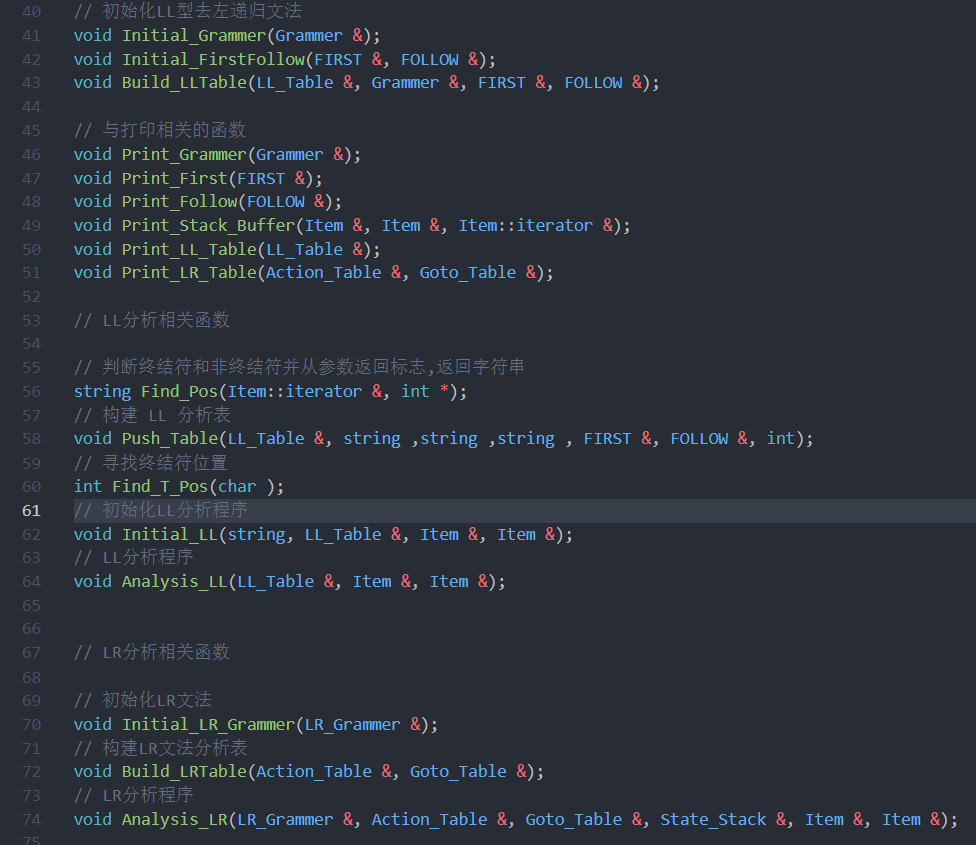 40 // 初始化LL型去左递归文法
41 void Initial_Grammer(Grammer &);
42 void Initial_FirstFollow(FIRST &, FOLLOW &);
43 void Build_LLTable(LL_Table &, Grammer &, FIRST &, FOLLOW &);
44
45 // 与打印相关的函数
46 void Print_Grammer(Grammer &);
47 void Print_First(FIRST &);
48 void Print_Follow(FOLLOW &);
49 void Print_Stack_Buffer(Item &, Item &, Item::iterator &);
50 void Print_LL_Table(LL_Table &);
51 void Print_LR_Table(Action_Table &, Goto_Table &);
52
53 // LL分析相关函数
54
55 // 判断终结符和非终结符并从参数返回标志,返回字符串
56 string Find_Pos(Item::iterator &, int *);
57 // 构建 LL 分析表
58 void Push_Table(LL_Table &, string ,string ,string , FIRST &, FOLLOW &, int);
59 // 寻找终结符位置
60 int Find_T_Pos(char );
61 // 初始化LL分析程序
62 void Initial_LL(string, LL_Table &, Item &, Item &);
63 // LL分析程序
64 void Analysis_LL(LL_Table &, Item &, Item &);
65
66
67 // LR分析相关函数
68
69 // 初始化LR文法
70 void Initial_LR_Grammer(LR_Grammer &);
71 // 构建LR文法分析表
72 void Build_LRTable(Action_Table &, Goto_Table &);
73 // LR分析程序
74 void Analysis_LR(LR_Grammer &, Action_Table &, Goto_Table &, State_Stack &, Item &, Item &);
75